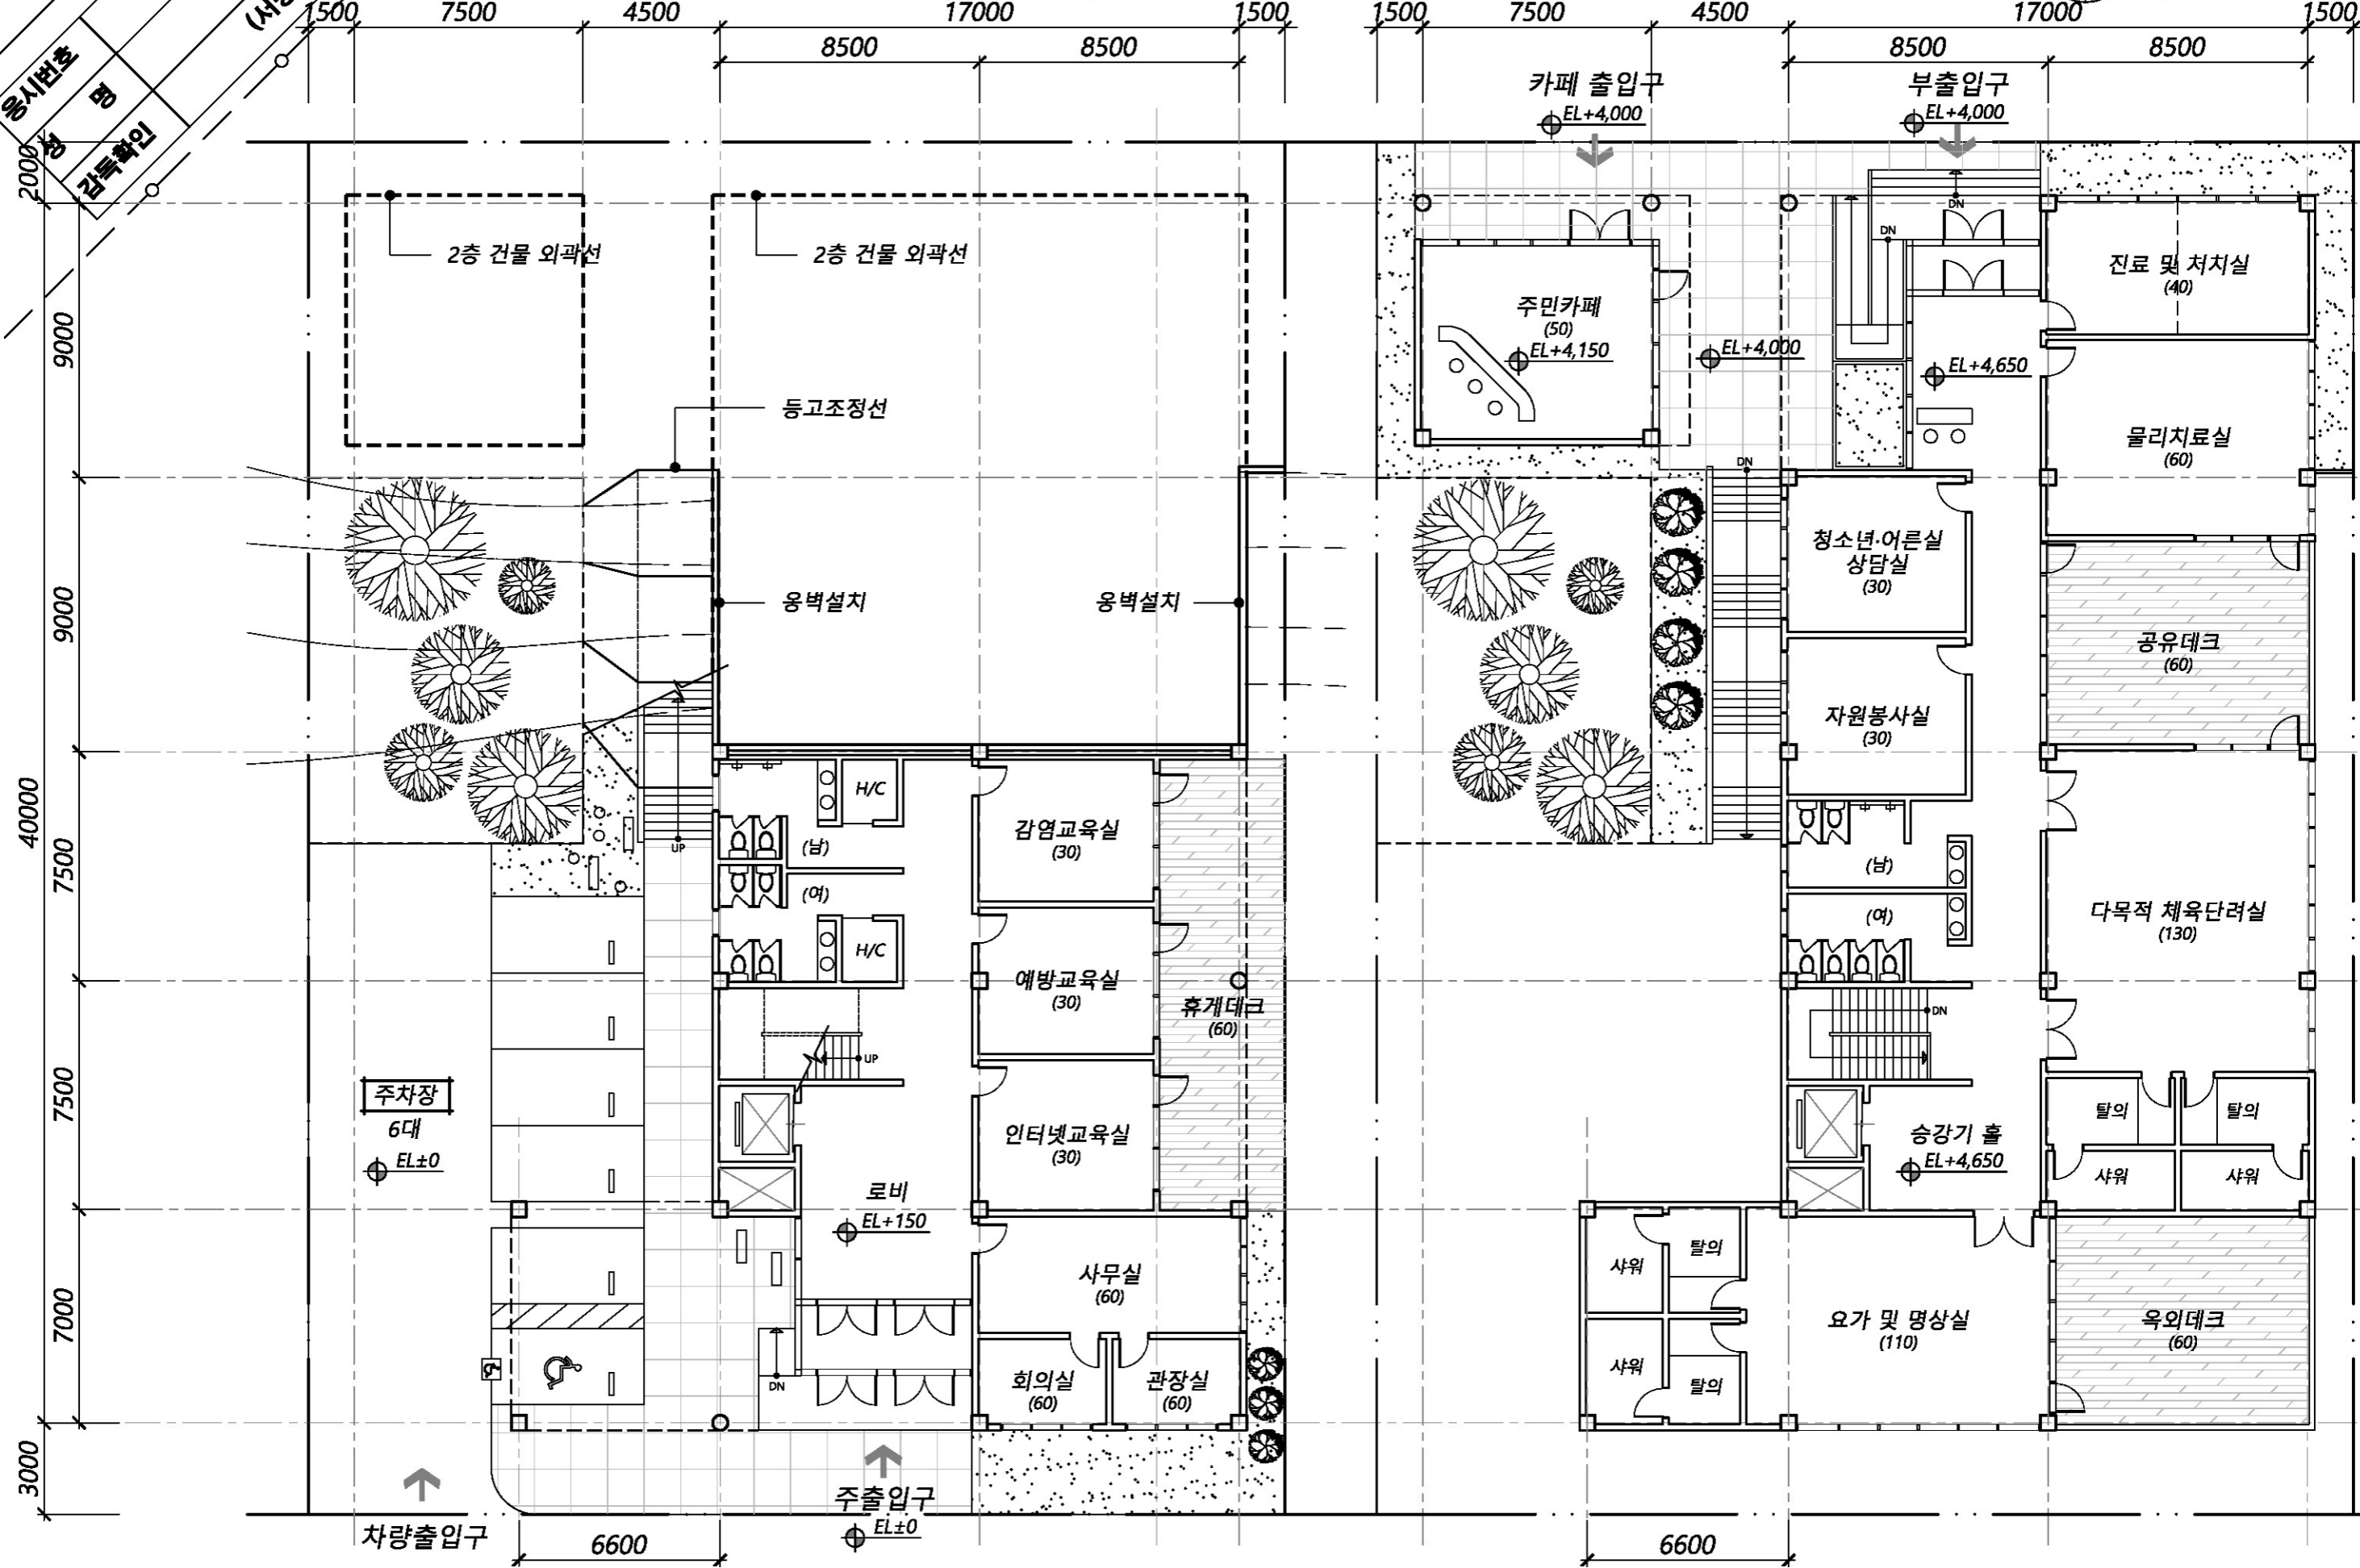 응시번호
성 명
감독확인
(서명
1500 7500 4500 17000 1500
8500 8500
1500 7500 4500 17000 1500
8500 8500
카페 출입구
EL+4,000
부출입구
EL+4,000
2000
9000
9000
40000
7500
7500
7000
3000
2층 건물 외곽선
2층 건물 외곽선
등고조정선
옹벽설치
옹벽설치
UP
H/C
(남)
(여)
H/C
UP
감염교육실
(30)
예방교육실
(30)
휴게데크
(60)
인터넷교육실
(30)
주차장
6대
EL±0
로비
EL+150
사무실
(60)
회의실
(60)
관장실
(60)
DN
주출입구
EL±0
차량출입구
6600
주민카페
(50)
EL+4,150
EL+4,000
DN
DN
EL+4,650
진료 및 처치실
(40)
물리치료실
(60)
DN
청소년·어른실
상담실
(30)
공유데크
(60)
자원봉사실
(30)
(남)
(여)
다목적 체육단려실
(130)
DN
탈의
탈의
승강기 홀
EL+4,650
샤워
샤워
샤워
탈의
요가 및 명상실
(110)
옥외데크
(60)
샤워
탈의
6600